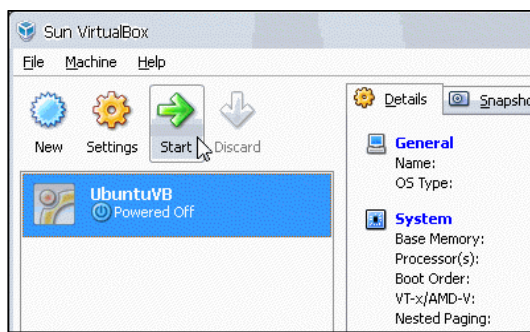 Sun VirtualBox
File Machine Help
New Settings Start Discard
Details Snapsho
UbuntuVB
Powered Off
General
Name:
OS Type:
System
Base Memory:
Processor(s):
Boot Order:
VT-x/AMD-V:
Nested Paging: